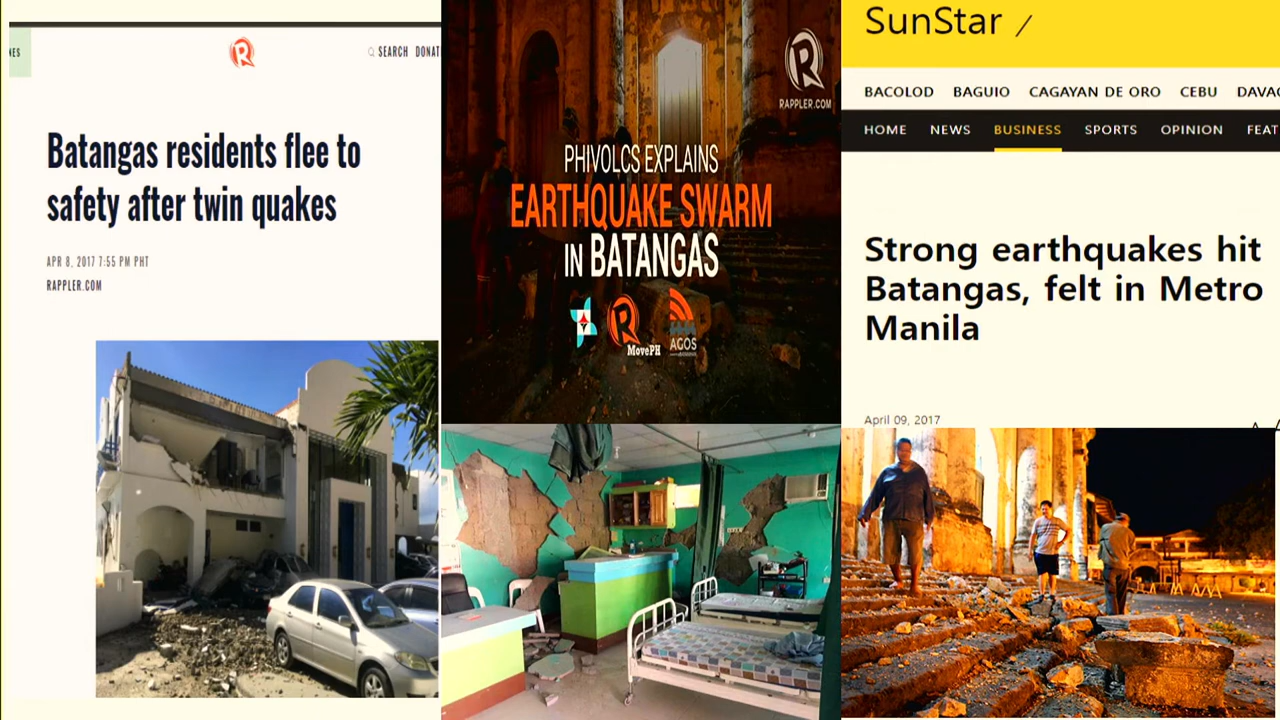 NES
SEARCH DONAT
Batangas residents flee to
safety after twin quakes
APR 8, 2017 7:55 PM PHT
RAPPLER.COM
RAPPLER.COM
PHIVOLCS EXPLAINS
EARTHQUAKE SWARM
IN BATANGAS
MovePH
AGOS
SunStar /
BACOLOD BAGUIO CAGAYAN DE ORO CEBU DAVAO
HOME NEWS BUSINESS SPORTS OPINION FEAT
Strong earthquakes hit
Batangas, felt in Metro
Manila
April 09, 2017